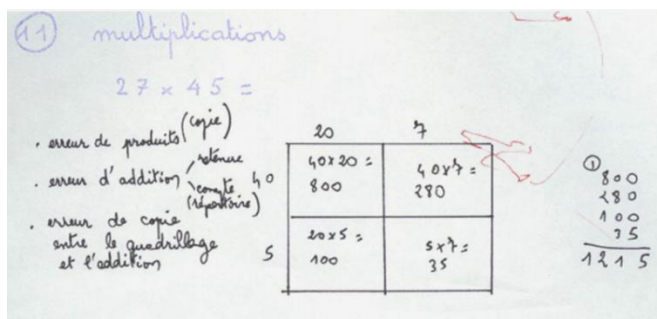 11 multiplications
27 × 45 =
. erreur de produits (copie)
. erreur d'addition
retenue
compte
(répertoire)
. erreur de copie
entre le quadrillage
et l'addition
20 7
40
40×20 =
800
40×7=
280
5
20×5 =
100
5×7=
35
1
800
280
100
35
1215